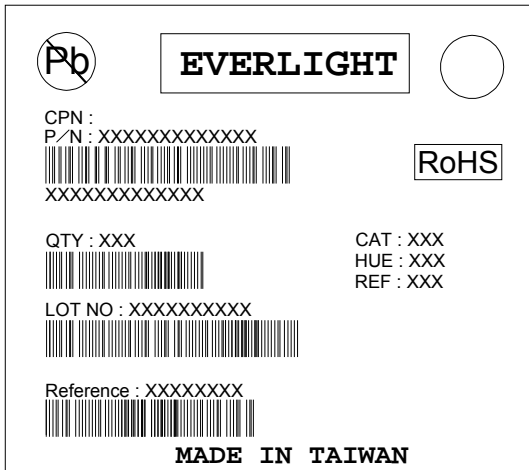 Pb
EVERLIGHT
CPN :
P/N : XXXXXXXXXXXXX
RoHS
XXXXXXXXXXXXX
QTY : XXX
CAT : XXX
HUE : XXX
REF : XXX
LOT NO : XXXXXXXXXX
Reference : XXXXXXXX
MADE IN TAIWAN